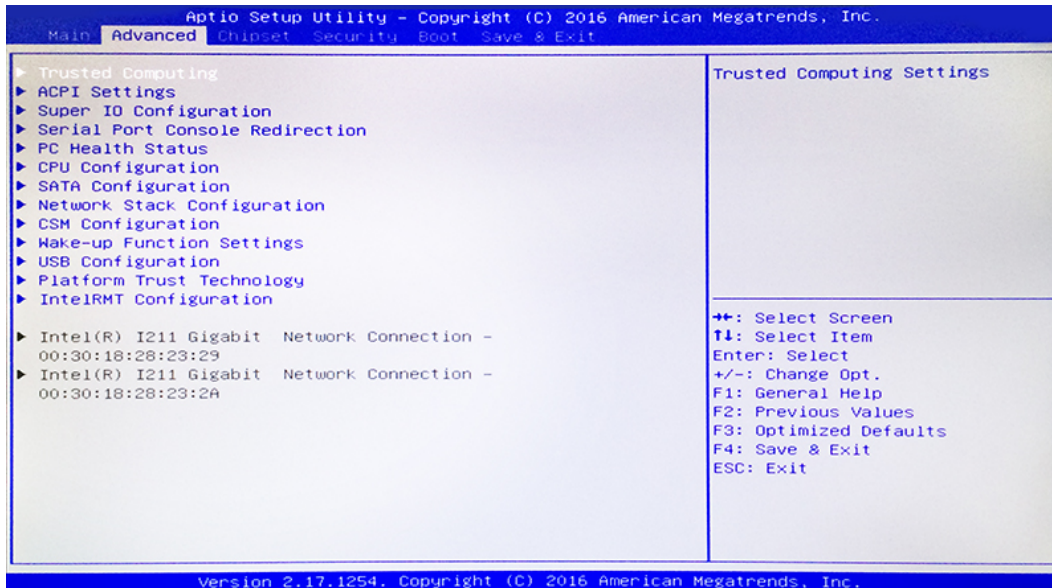 Aptio Setup Utility – Copyright (C) 2016 American Megatrends, Inc.
Main Advanced Chipset Security Boot Save & Exit
▶ Trusted Computing
▶ ACPI Settings
▶ Super IO Configuration
▶ Serial Port Console Redirection
▶ PC Health Status
▶ CPU Configuration
▶ SATA Configuration
▶ Network Stack Configuration
▶ CSM Configuration
▶ Wake-up Function Settings
▶ USB Configuration
▶ Platform Trust Technology
▶ IntelRMT Configuration
▶ Intel(R) I211 Gigabit  Network Connection –
00:30:18:28:23:29
▶ Intel(R) I211 Gigabit  Network Connection –
00:30:18:28:23:2A
Trusted Computing Settings
→←: Select Screen
↑↓: Select Item
Enter: Select
+/-: Change Opt.
F1: General Help
F2: Previous Values
F3: Optimized Defaults
F4: Save & Exit
ESC: Exit
Version 2.17.1254. Copyright (C) 2016 American Megatrends, Inc.